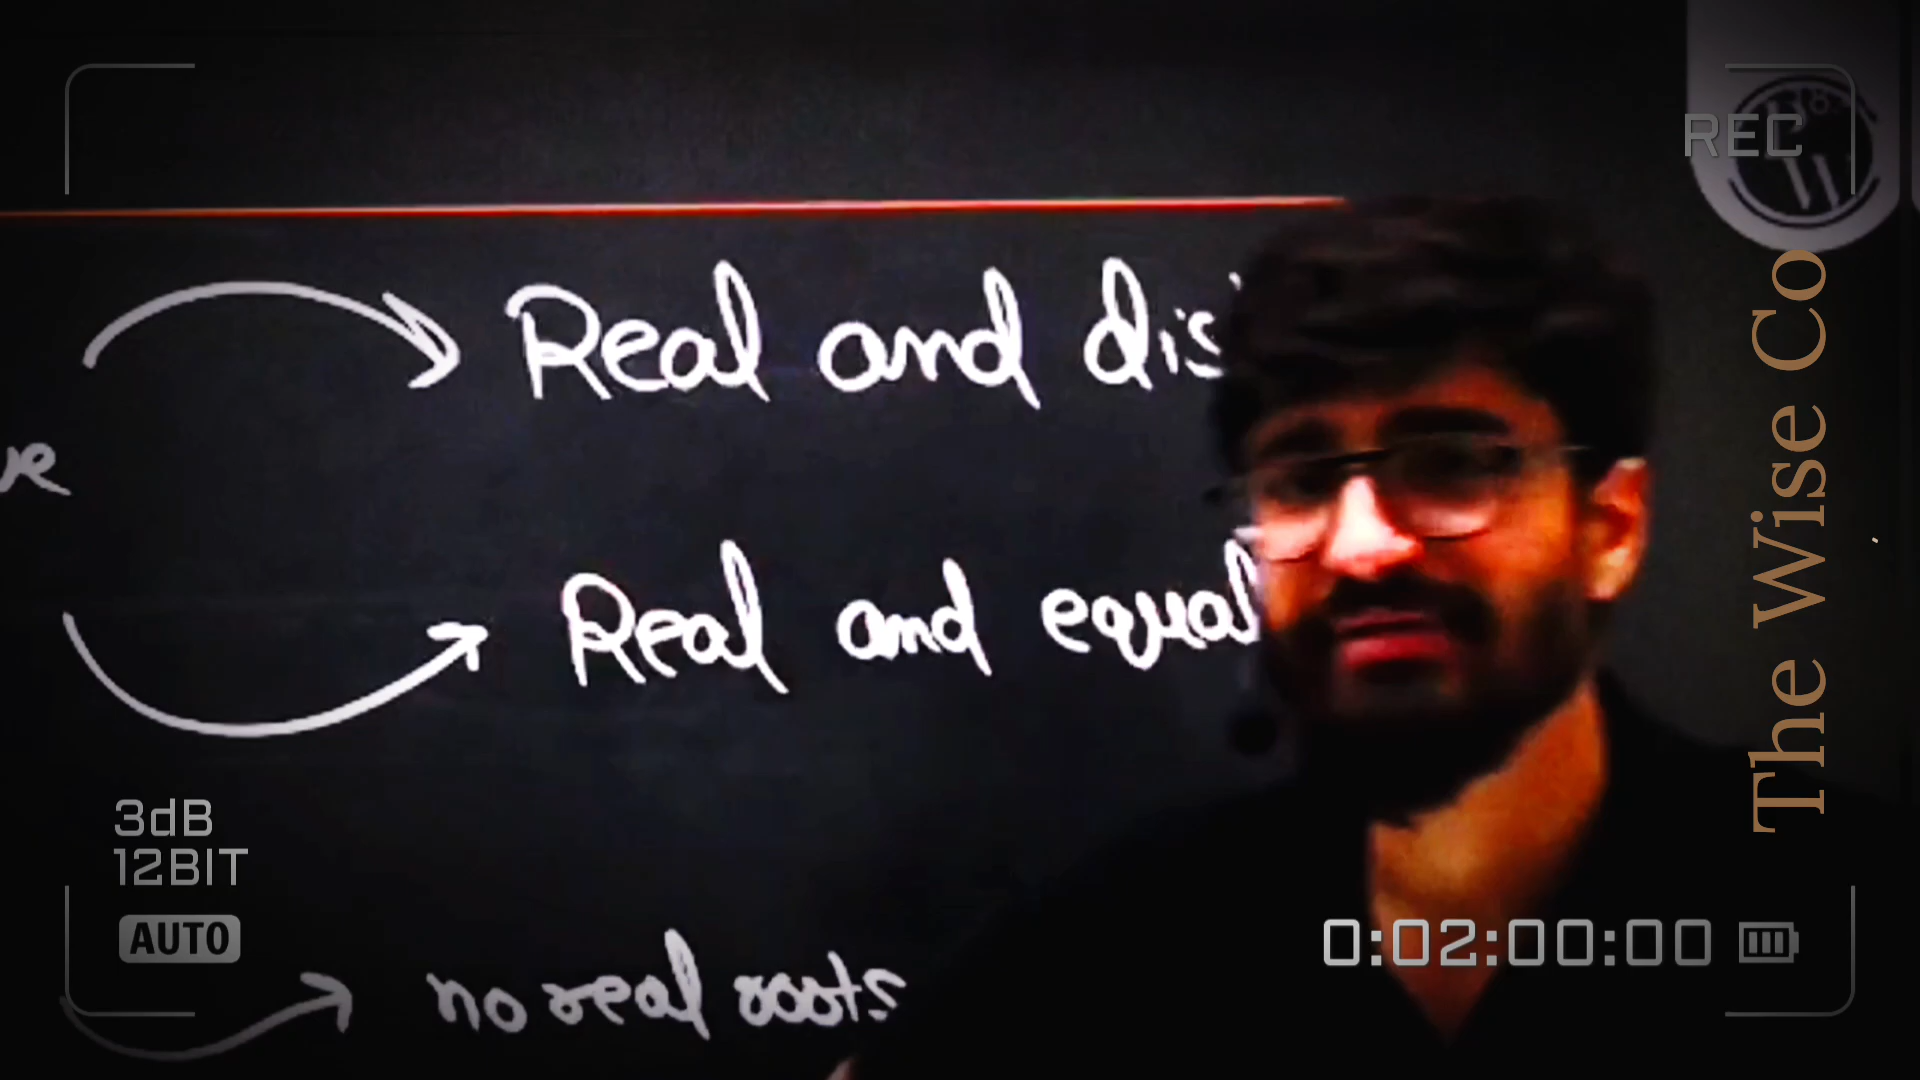 REC
Real and dis
ve
Real and equal
The Wise Co
3dB
12BIT
AUTO
0:02:00:00
no real roots